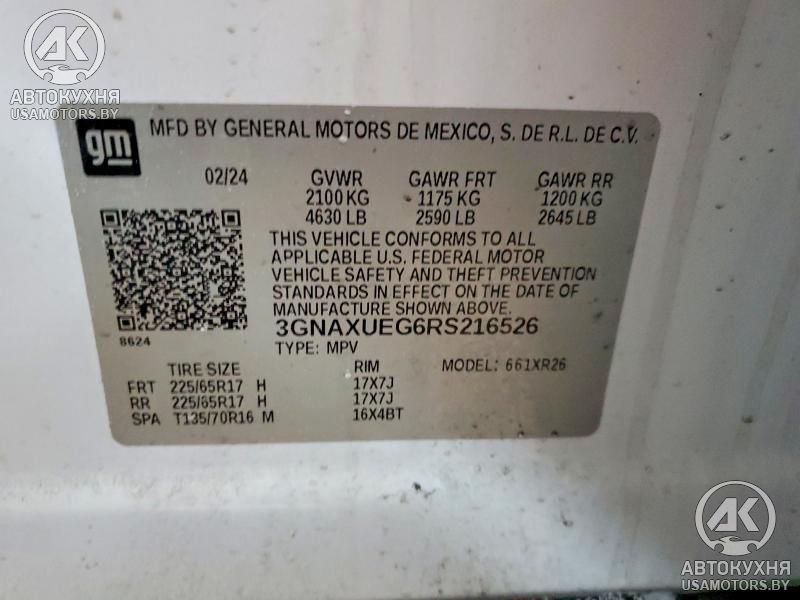 AK
АВТОКУХНЯ
USAMOTORS.BY
gm MFD BY GENERAL MOTORS DE MEXICO, S. DE R.L. DE C.V.
02/24 GVWR GAWR FRT GAWR RR
2100 KG 1175 KG 1200 KG
4630 LB 2590 LB 2645 LB
THIS VEHICLE CONFORMS TO ALL
APPLICABLE U.S. FEDERAL MOTOR
VEHICLE SAFETY AND THEFT PREVENTION
STANDARDS IN EFFECT ON THE DATE OF
MANUFACTURE SHOWN ABOVE.
3GNAXUEG6RS216526
8624
TYPE: MPV MODEL: 661XR26
TIRE SIZE RIM
FRT 225/65R17 H 17X7J
RR 225/65R17 H 17X7J
SPA T135/70R16 M 16X4BT
AK
АВТОКУХНЯ
USAMOTORS.BY